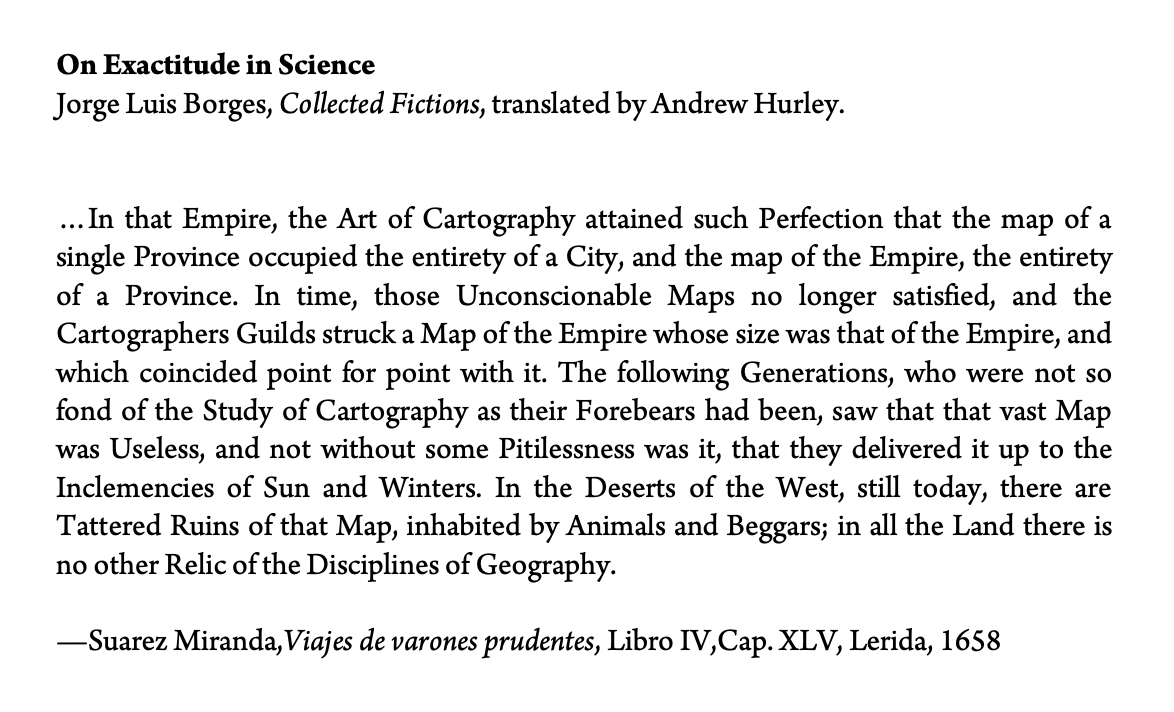 On Exactitude in Science
Jorge Luis Borges, Collected Fictions, translated by Andrew Hurley.
…In that Empire, the Art of Cartography attained such Perfection that the map of a
single Province occupied the entirety of a City, and the map of the Empire, the entirety
of a Province. In time, those Unconscionable Maps no longer satisfied, and the
Cartographers Guilds struck a Map of the Empire whose size was that of the Empire, and
which coincided point for point with it. The following Generations, who were not so
fond of the Study of Cartography as their Forebears had been, saw that that vast Map
was Useless, and not without some Pitilessness was it, that they delivered it up to the
Inclemencies of Sun and Winters. In the Deserts of the West, still today, there are
Tattered Ruins of that Map, inhabited by Animals and Beggars; in all the Land there is
no other Relic of the Disciplines of Geography.
—Suarez Miranda,Viajes de varones prudentes, Libro IV,Cap. XLV, Lerida, 1658